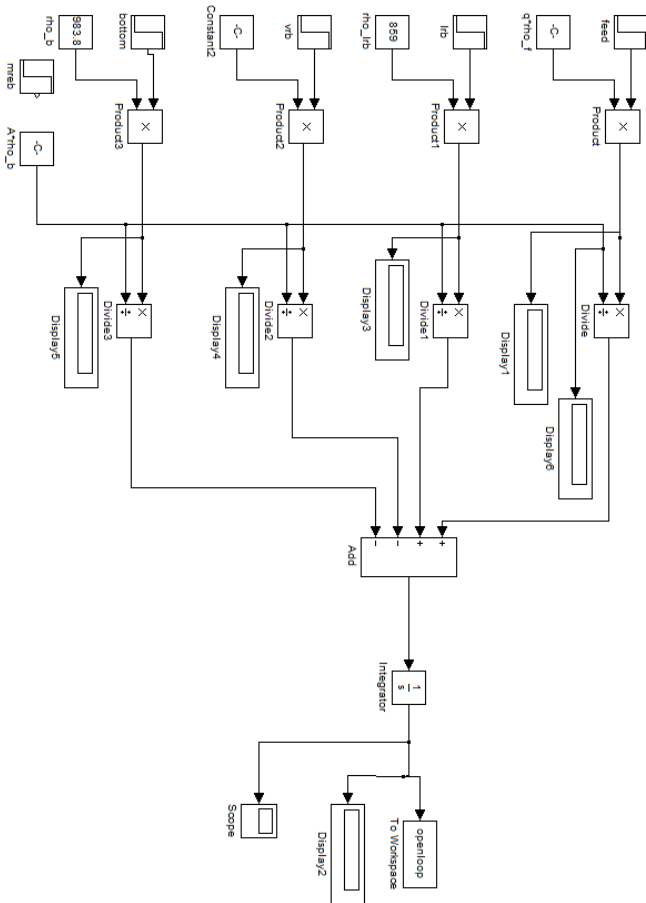 feed
q*rho_f
-C-
×
Product
lrb
859
rho_lrb
×
Product1
vrb
-C-
Constant2
×
Product2
bottom
983.8
rho_b
×
Product3
mreb
-C-
A*rho_b
×
÷
Divide
Display1
Display6
×
÷
Divide1
Display3
×
÷
Divide2
Display4
×
÷
Divide3
Display5
+
+
−
−
Add
1
s
Integrator
openloop
To Workspace
Display2
Scope